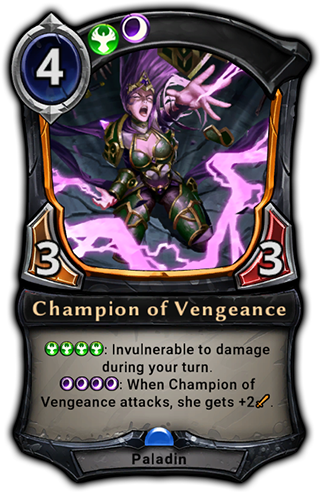 4
3
3
Champion of Vengeance
: Invulnerable to damage
during your turn.
: When Champion of
Vengeance attacks, she gets +2.
Paladin